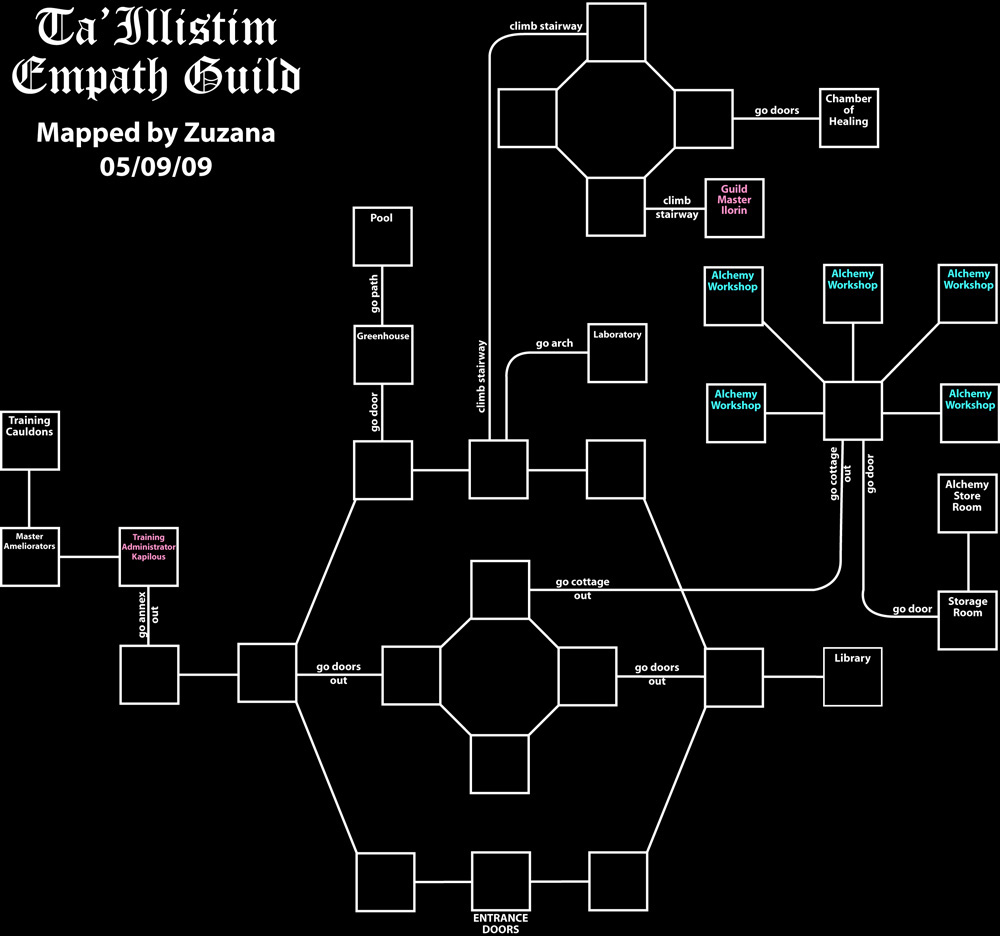 Ta'Illistim
Empath Guild
Mapped by Zuzana
05/09/09
climb stairway
go doors
Chamber
of
Healing
climb
stairway
Guild
Master
Ilorin
Pool
go path
Greenhouse
go door
climb stairway
go arch
Laboratory
Alchemy
Workshop
Alchemy
Workshop
Alchemy
Workshop
Alchemy
Workshop
Alchemy
Workshop
go cottage
out
go door
Alchemy
Store
Room
go door
Storage
Room
Training
Cauldons
Master
Ameliorators
Training
Administrator
Kapilous
go annex
out
go cottage
out
go doors
out
go doors
out
Library
ENTRANCE
DOORS